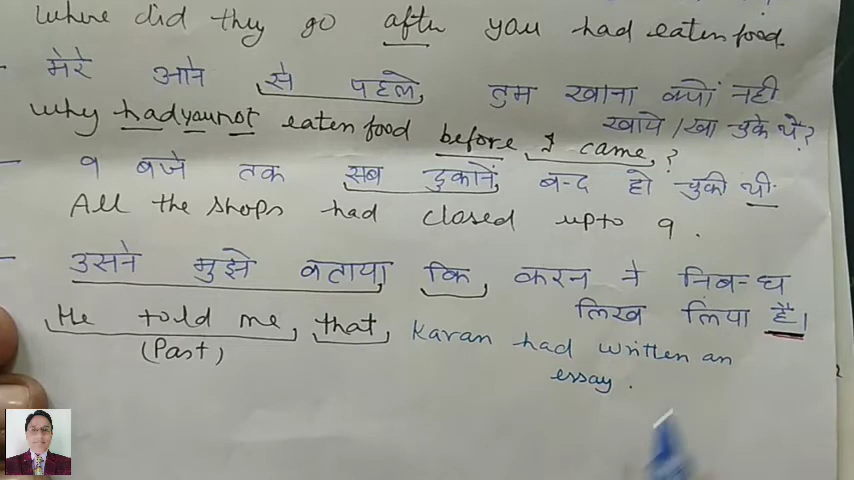 Where did they go after you had eaten food.
- मेरे आने से पहले, तुम खाना क्यों नही
खाये / खा चुके थे?
Why had you not eaten food before I came, ?
- 9 बजे तक सब दुकानें बन्द हो चुकी थी
All the shops had closed upto 9.
- उसने मुझे बताया कि, करन ने निबन्ध
लिख लिया है।
He told me, that, Karan had written an
(Past)
essay.